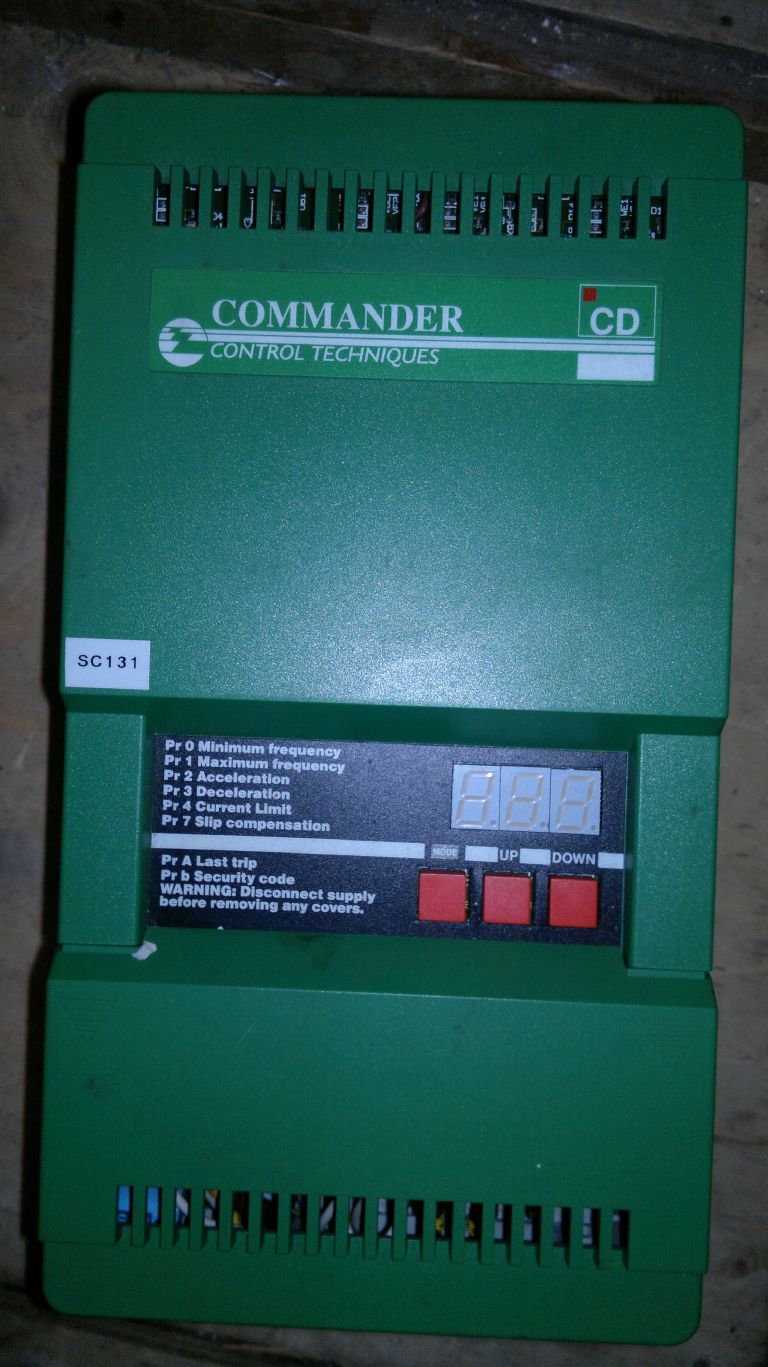 COMMANDER
CD
CONTROL TECHNIQUES
SC131
Pr 0 Minimum frequency
Pr 1 Maximum frequency
Pr 2 Acceleration
Pr 3 Deceleration
Pr 4 Current Limit
Pr 7 Slip compensation
MODE UP DOWN
Pr A Last trip
Pr b Security code
WARNING: Disconnect supply
before removing any covers.